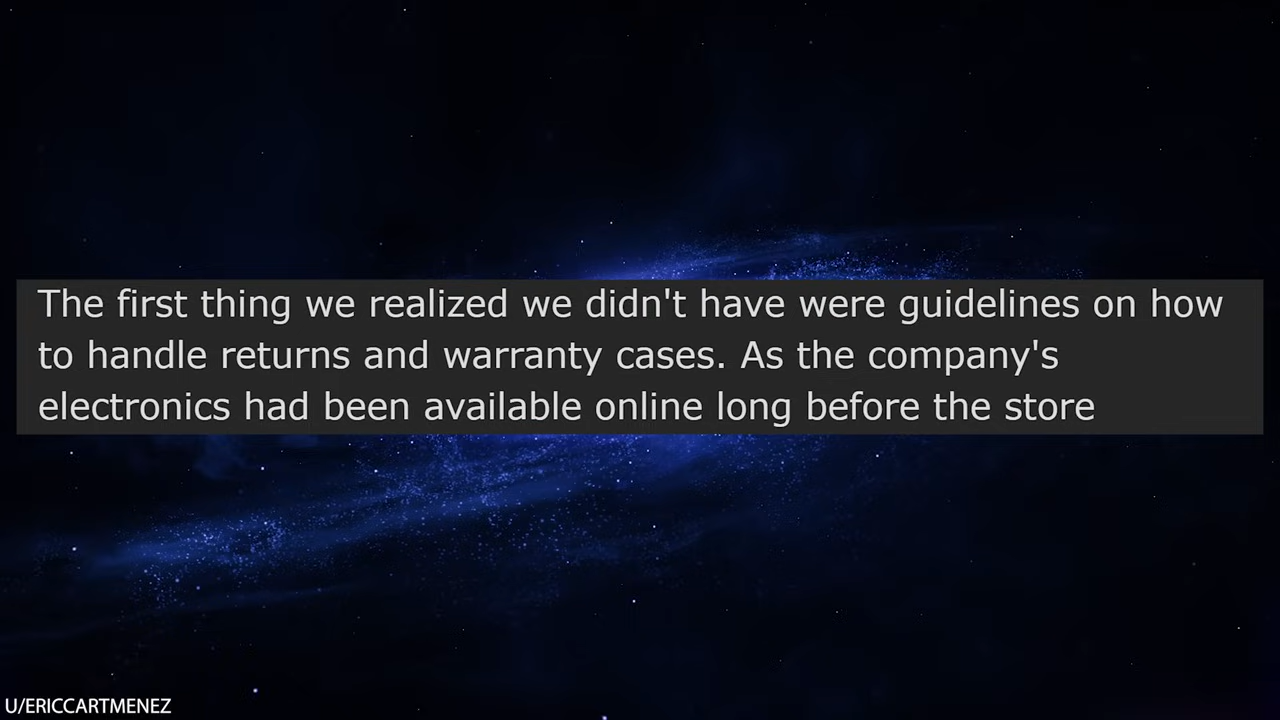 The first thing we realized we didn't have were guidelines on how
to handle returns and warranty cases. As the company's
electronics had been available online long before the store
U/ERICCARTMENEZ